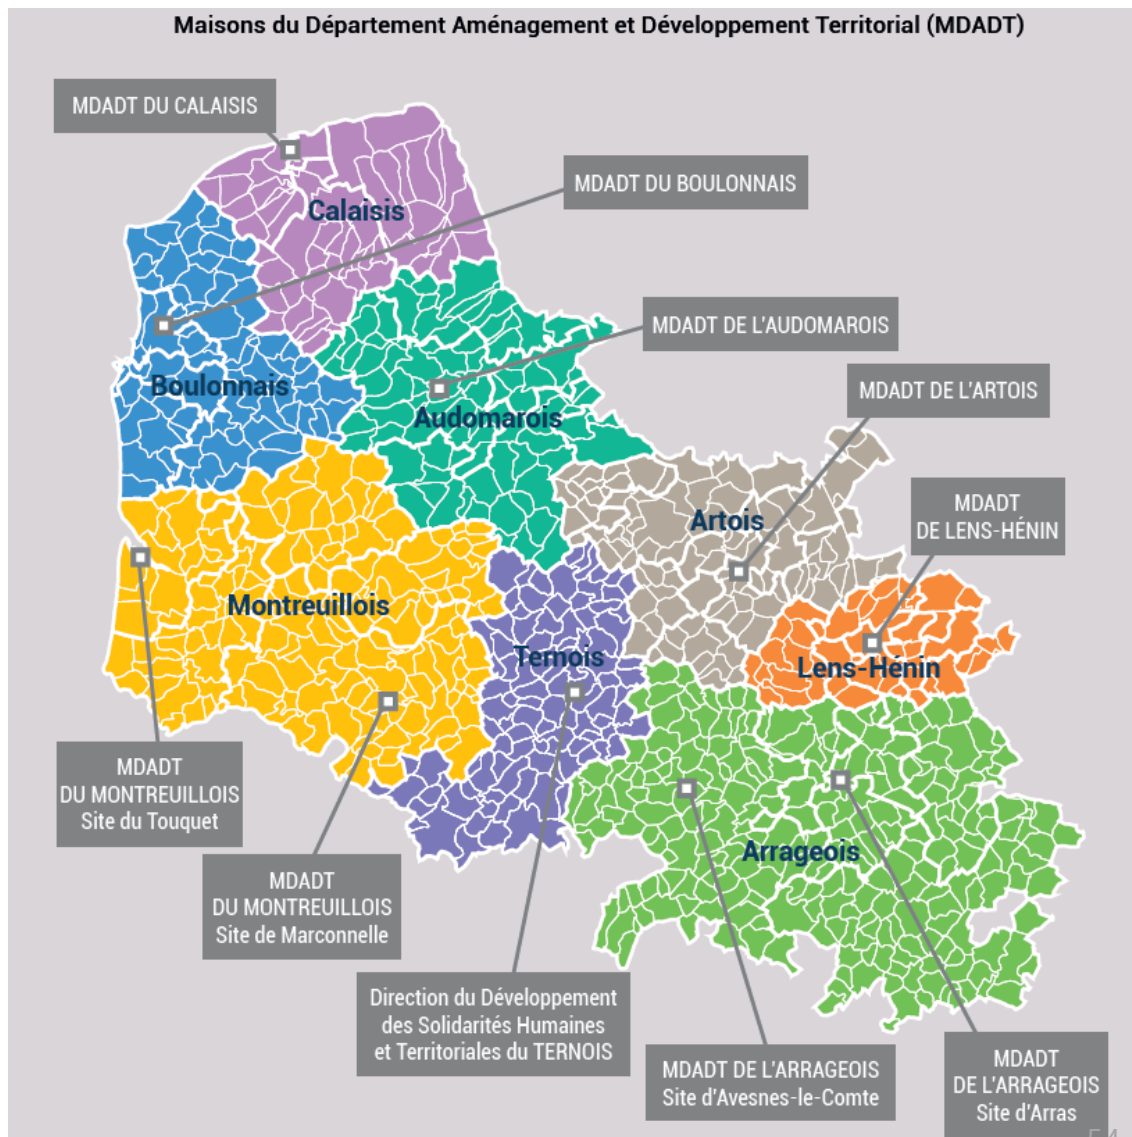 Maisons du Département Aménagement et Développement Territorial (MDADT)
MDADT DU CALAISIS
MDADT DU BOULONNAIS
Calaisis
MDADT DE L'AUDOMAROIS
Boulonnais
MDADT DE L'ARTOIS
Audomarois
MDADT
DE LENS-HÉNIN
Artois
Montreuillois
Ternois
Lens-Hénin
MDADT
DU MONTREUILLOIS
Site du Touquet
Arrageois
MDADT
DU MONTREUILLOIS
Site de Marconnelle
Direction du Développement
des Solidarités Humaines
et Territoriales du TERNOIS
MDADT DE L'ARRAGEOIS
Site d'Avesnes-le-Comte
MDADT
DE L'ARRAGEOIS
Site d'Arras